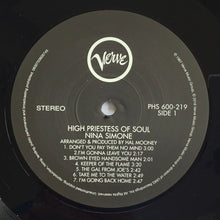 Verve
STEREO
PHS 600-219
SIDE 1
HIGH PRIESTESS OF SOUL
NINA SIMONE
ARRANGED & PRODUCED BY HAL MOONEY
1. DON'T YOU PAY THEM NO MIND 3:00
2. I'M GONNA LEAVE YOU 2:17
3. BROWN EYED HANDSOME MAN 2:01
4. KEEPER OF THE FLAME 3:10
5. THE GAL FROM JOE'S 2:44
6. TAKE ME TO THE WATER 2:49
7. I'M GOING BACK HOME 2:47